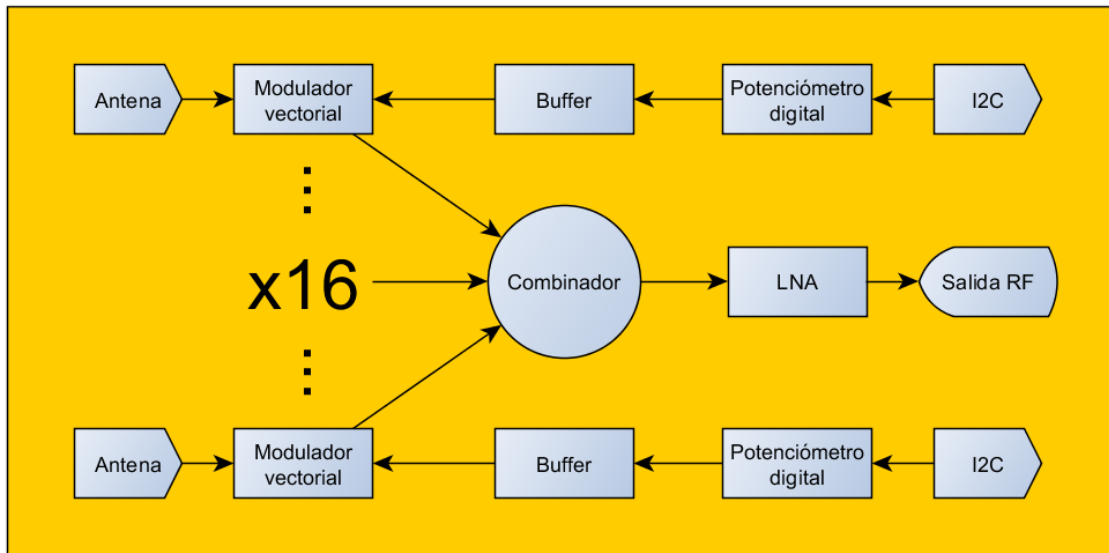 Antena
Modulador
vectorial
Buffer
Potenciómetro
digital
I2C
x16
Combinador
LNA
Salida RF
Antena
Modulador
vectorial
Buffer
Potenciómetro
digital
I2C